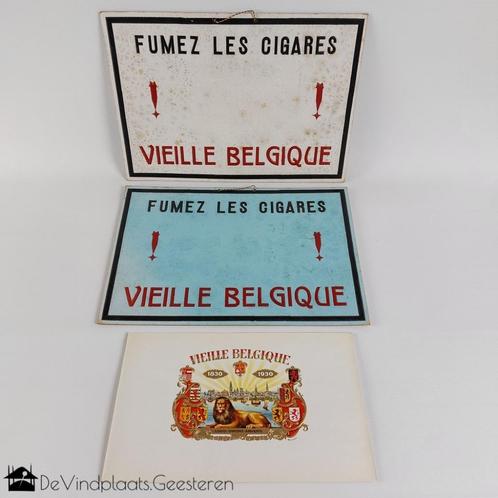 FUMEZ LES CIGARES
VIEILLE BELGIQUE
FUMEZ LES CIGARES
VIEILLE BELGIQUE
VIEILLE BELGIQUE
1830 1930
DeVindplaats.Geesteren